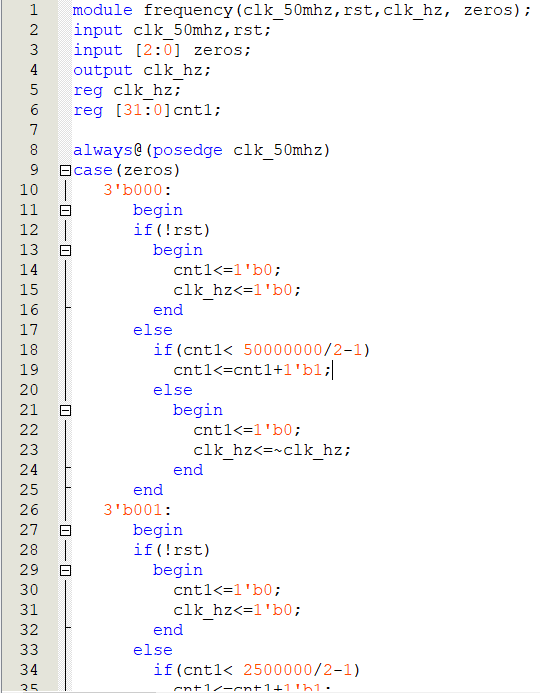 1 module frequency(clk_50mhz,rst,clk_hz, zeros);
2 input clk_50mhz,rst;
3 input [2:0] zeros;
4 output clk_hz;
5 reg clk_hz;
6 reg [31:0]cnt1;
7
8 always@(posedge clk_50mhz)
9 case(zeros)
10 3'b000:
11 begin
12 if(!rst)
13 begin
14 cnt1<=1'b0;
15 clk_hz<=1'b0;
16 end
17 else
18 if(cnt1< 50000000/2-1)
19 cnt1<=cnt1+1'b1;
20 else
21 begin
22 cnt1<=1'b0;
23 clk_hz<=~clk_hz;
24 end
25 end
26 3'b001:
27 begin
28 if(!rst)
29 begin
30 cnt1<=1'b0;
31 clk_hz<=1'b0;
32 end
33 else
34 if(cnt1< 2500000/2-1)
35 cnt1<=cnt1+1'b1;